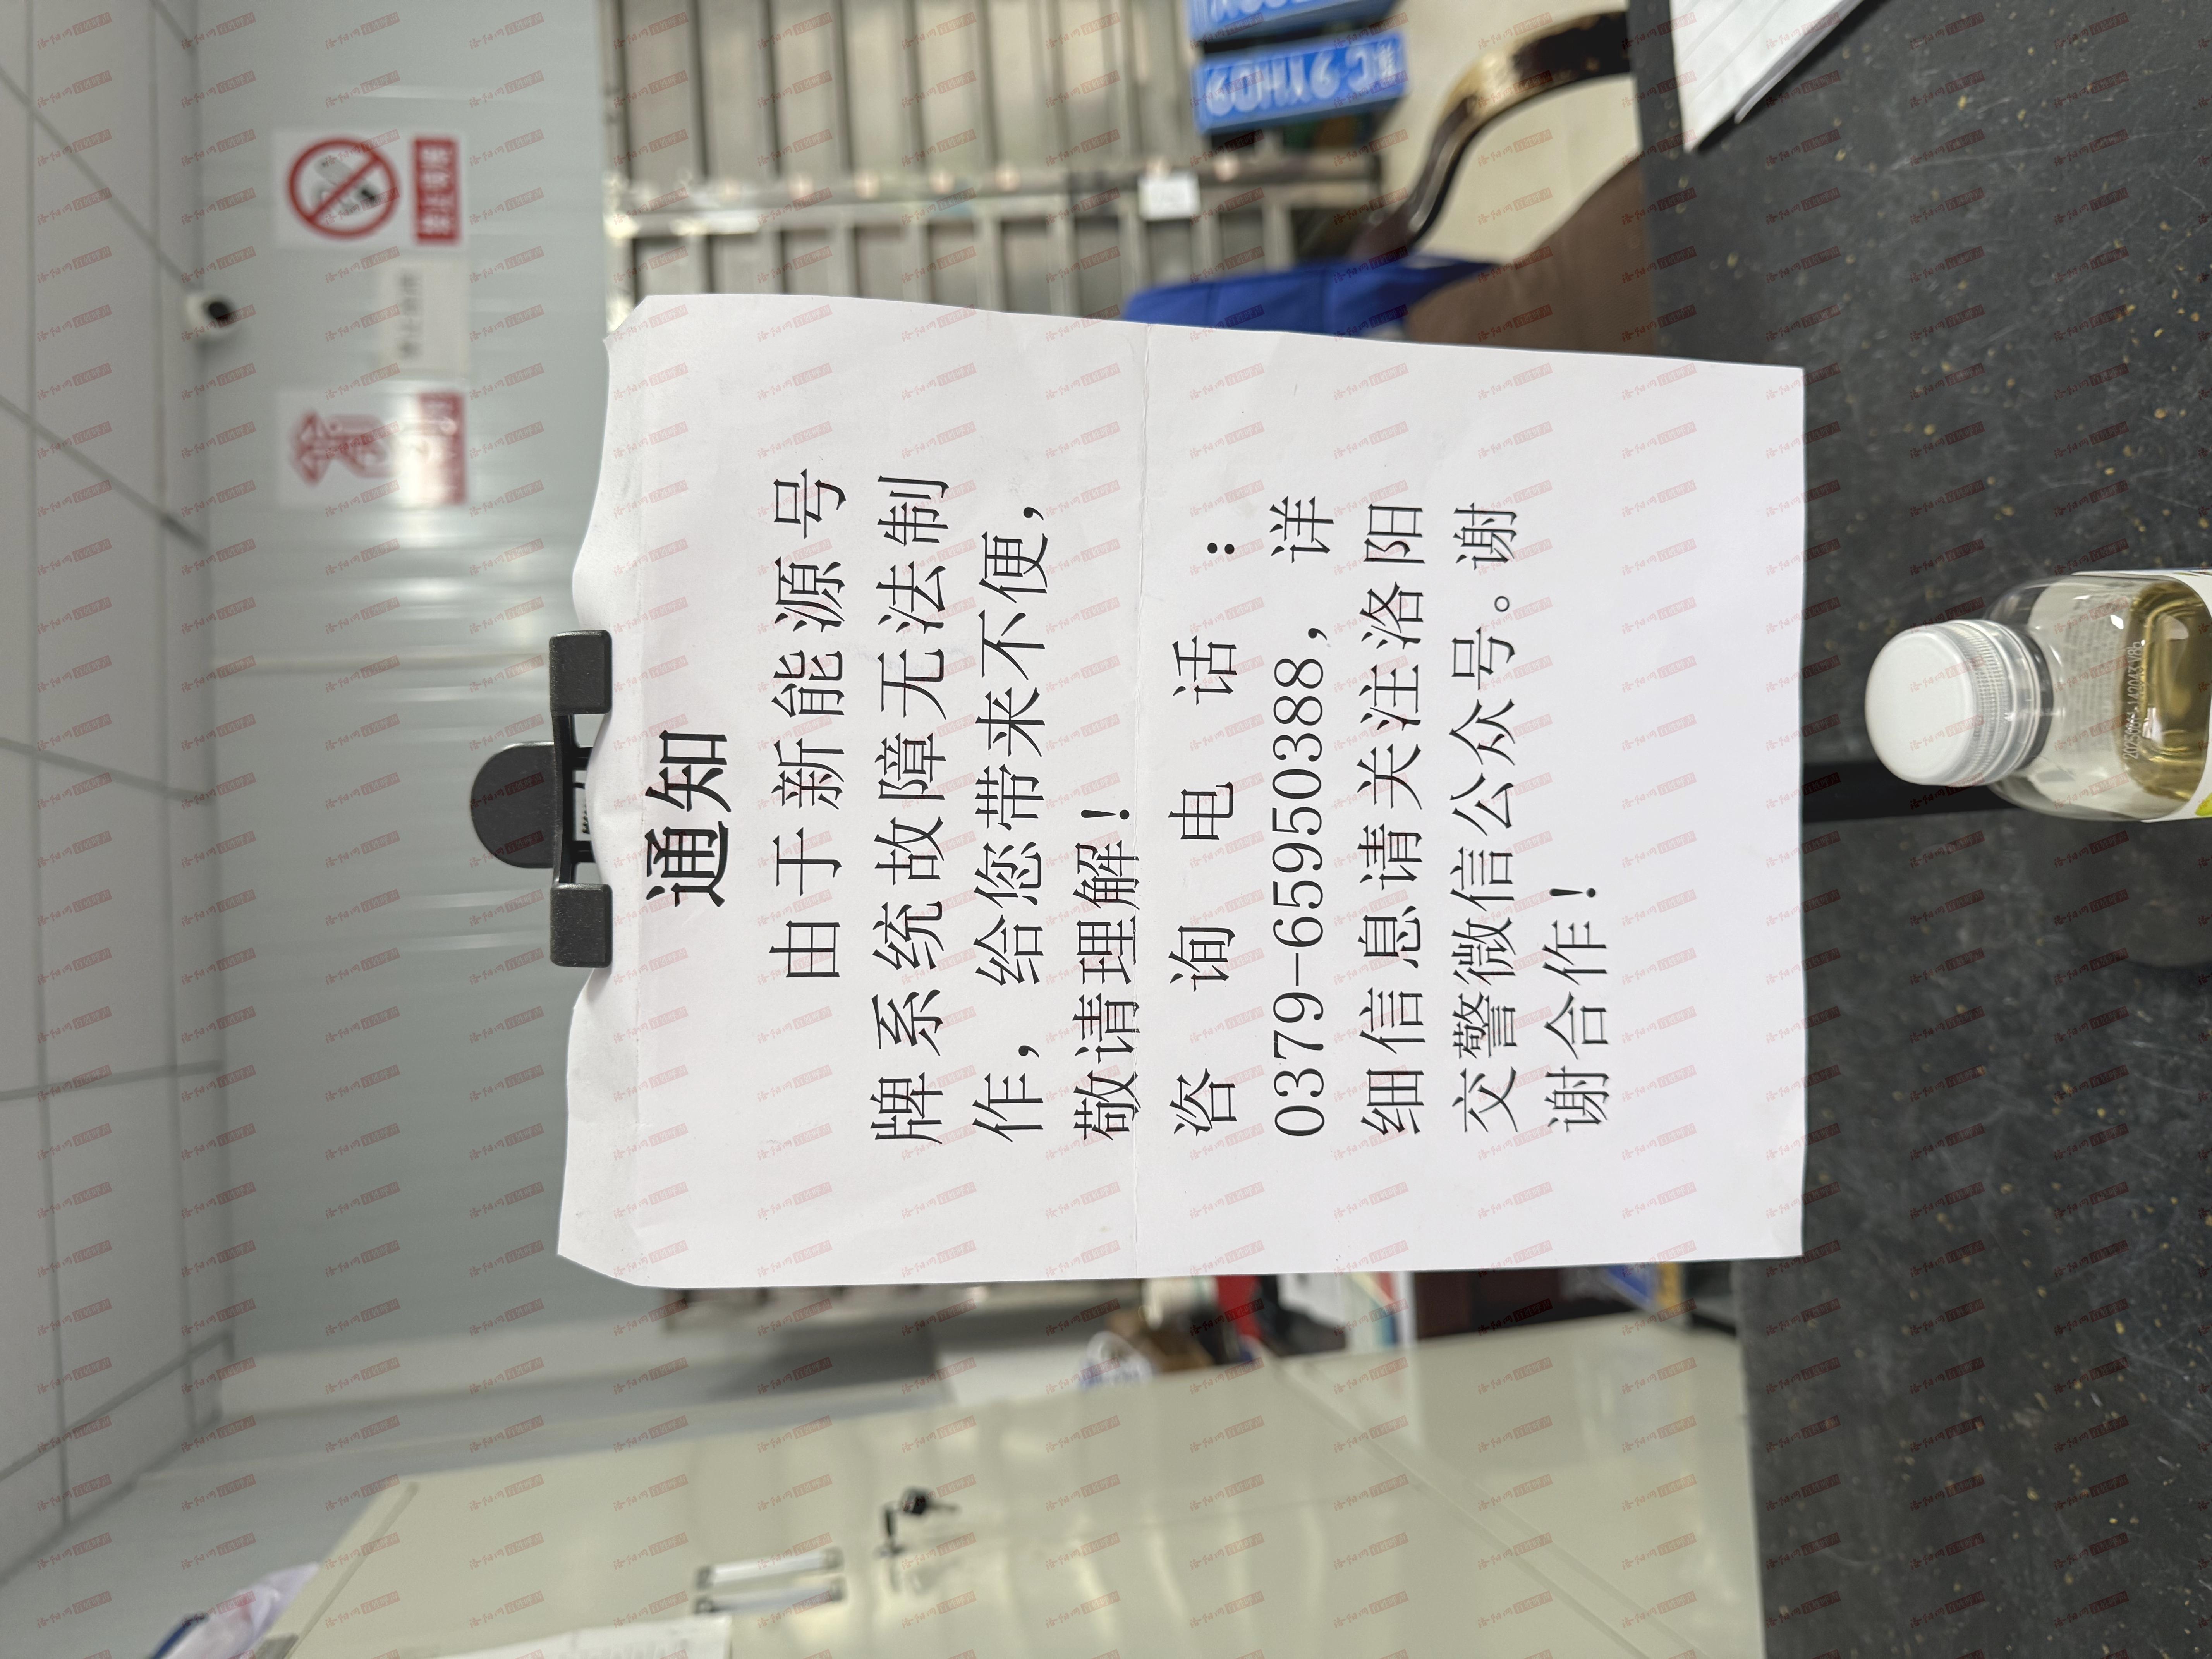 通知
由于新能源号
牌系统故障无法制
作，给您带来不便，
敬请理解！
咨询电话：
0379-65950388，详
细信息请关注洛阳
交警微信公众号。谢
谢合作！